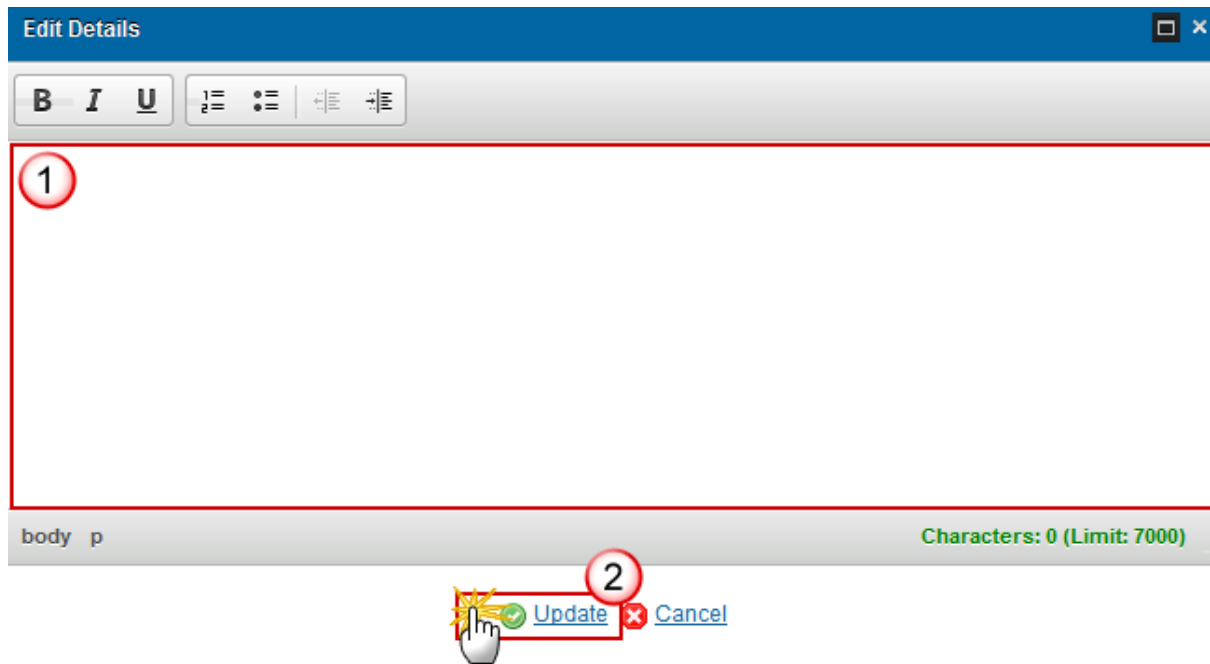 Edit Details
B I U
1
body p Characters: 0 (Limit: 7000)
2
Update Cancel